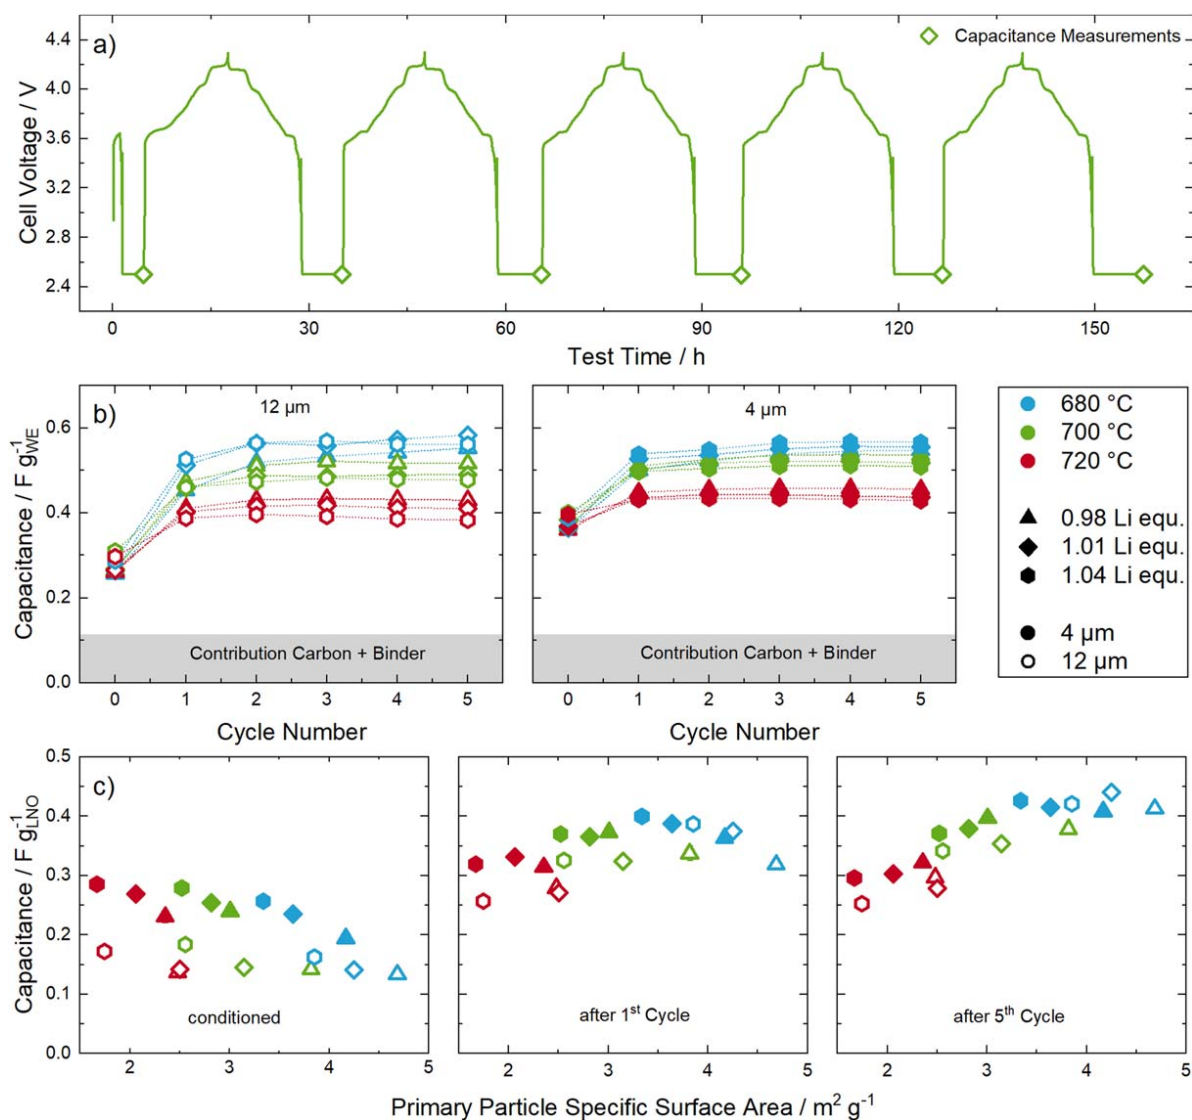 a)
Capacitance Measurements
Cell Voltage / V
4.4
4.0
3.6
3.2
2.8
2.4
0 30 60 90 120 150
Test Time / h
b)
12 µm
4 µm
Capacitance / F g⁻¹WE
0.6
0.4
0.2
0.0
Contribution Carbon + Binder
Contribution Carbon + Binder
0 1 2 3 4 5
0 1 2 3 4 5
Cycle Number
Cycle Number
680 °C
700 °C
720 °C
0.98 Li equ.
1.01 Li equ.
1.04 Li equ.
4 µm
12 µm
c)
Capacitance / F g⁻¹LNO
0.5
0.4
0.3
0.2
0.1
0.0
conditioned
after 1st Cycle
after 5th Cycle
2 3 4 5
2 3 4 5
2 3 4 5
Primary Particle Specific Surface Area / m² g⁻¹